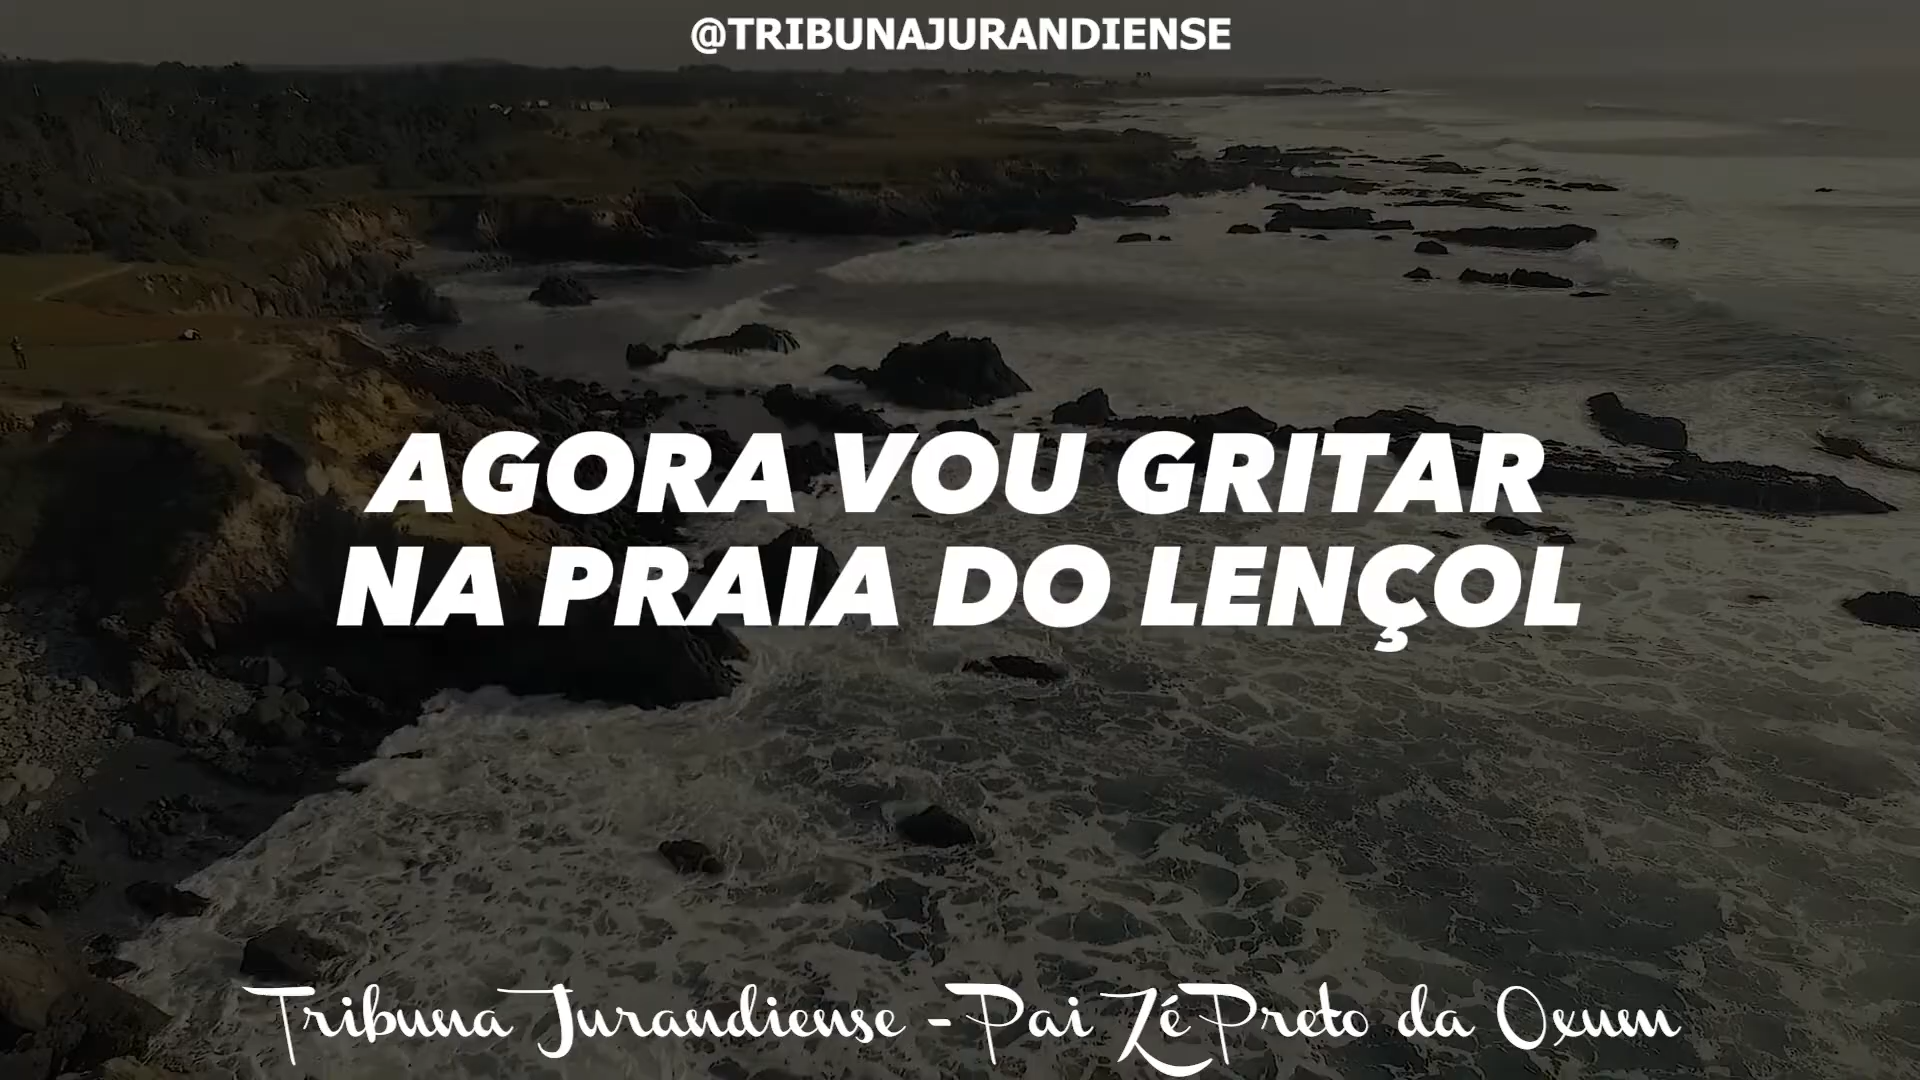 @TRIBUNAJURANDIENSE
AGORA VOU GRITAR
NA PRAIA DO LENÇOL
Tribuna Jurandiense - Pai Zé Preto da Oxum